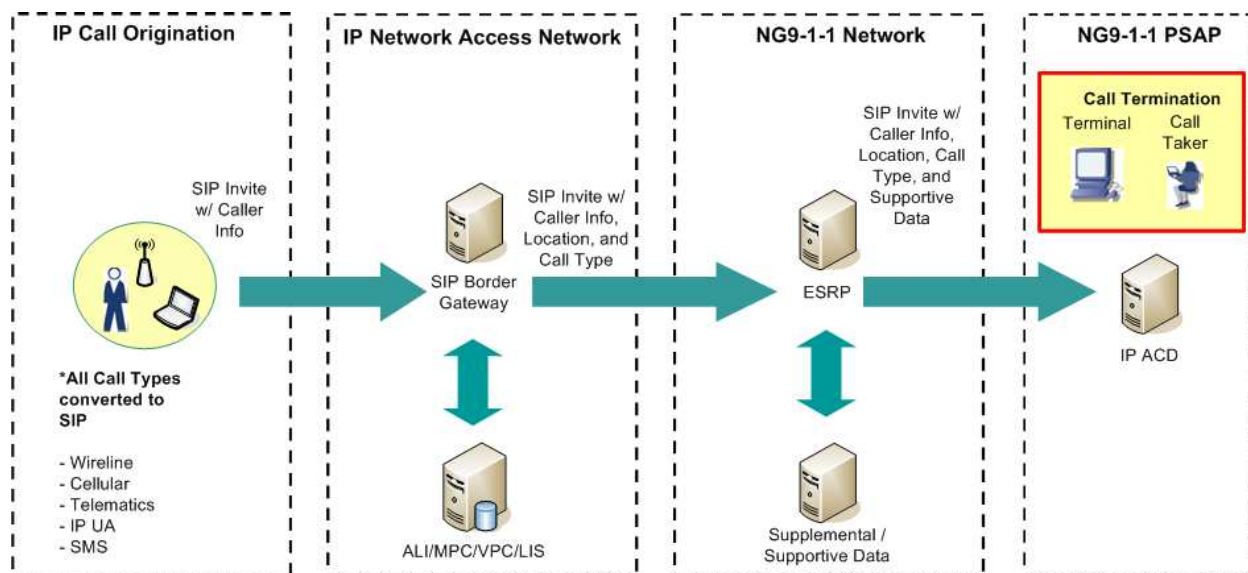 IP Call Origination
SIP Invite
w/ Caller
Info
*All Call Types
converted to
SIP
- Wireline
- Cellular
- Telematics
- IP UA
- SMS
IP Network Access Network
SIP Invite w/
Caller Info,
Location, and
Call Type
SIP Border
Gateway
ALI/MPC/VPC/LIS
NG9-1-1 Network
SIP Invite w/
Caller Info,
Location, Call
Type, and
Supportive
Data
ESRP
Supplemental /
Supportive Data
NG9-1-1 PSAP
Call Termination
Terminal
Call
Taker
IP ACD